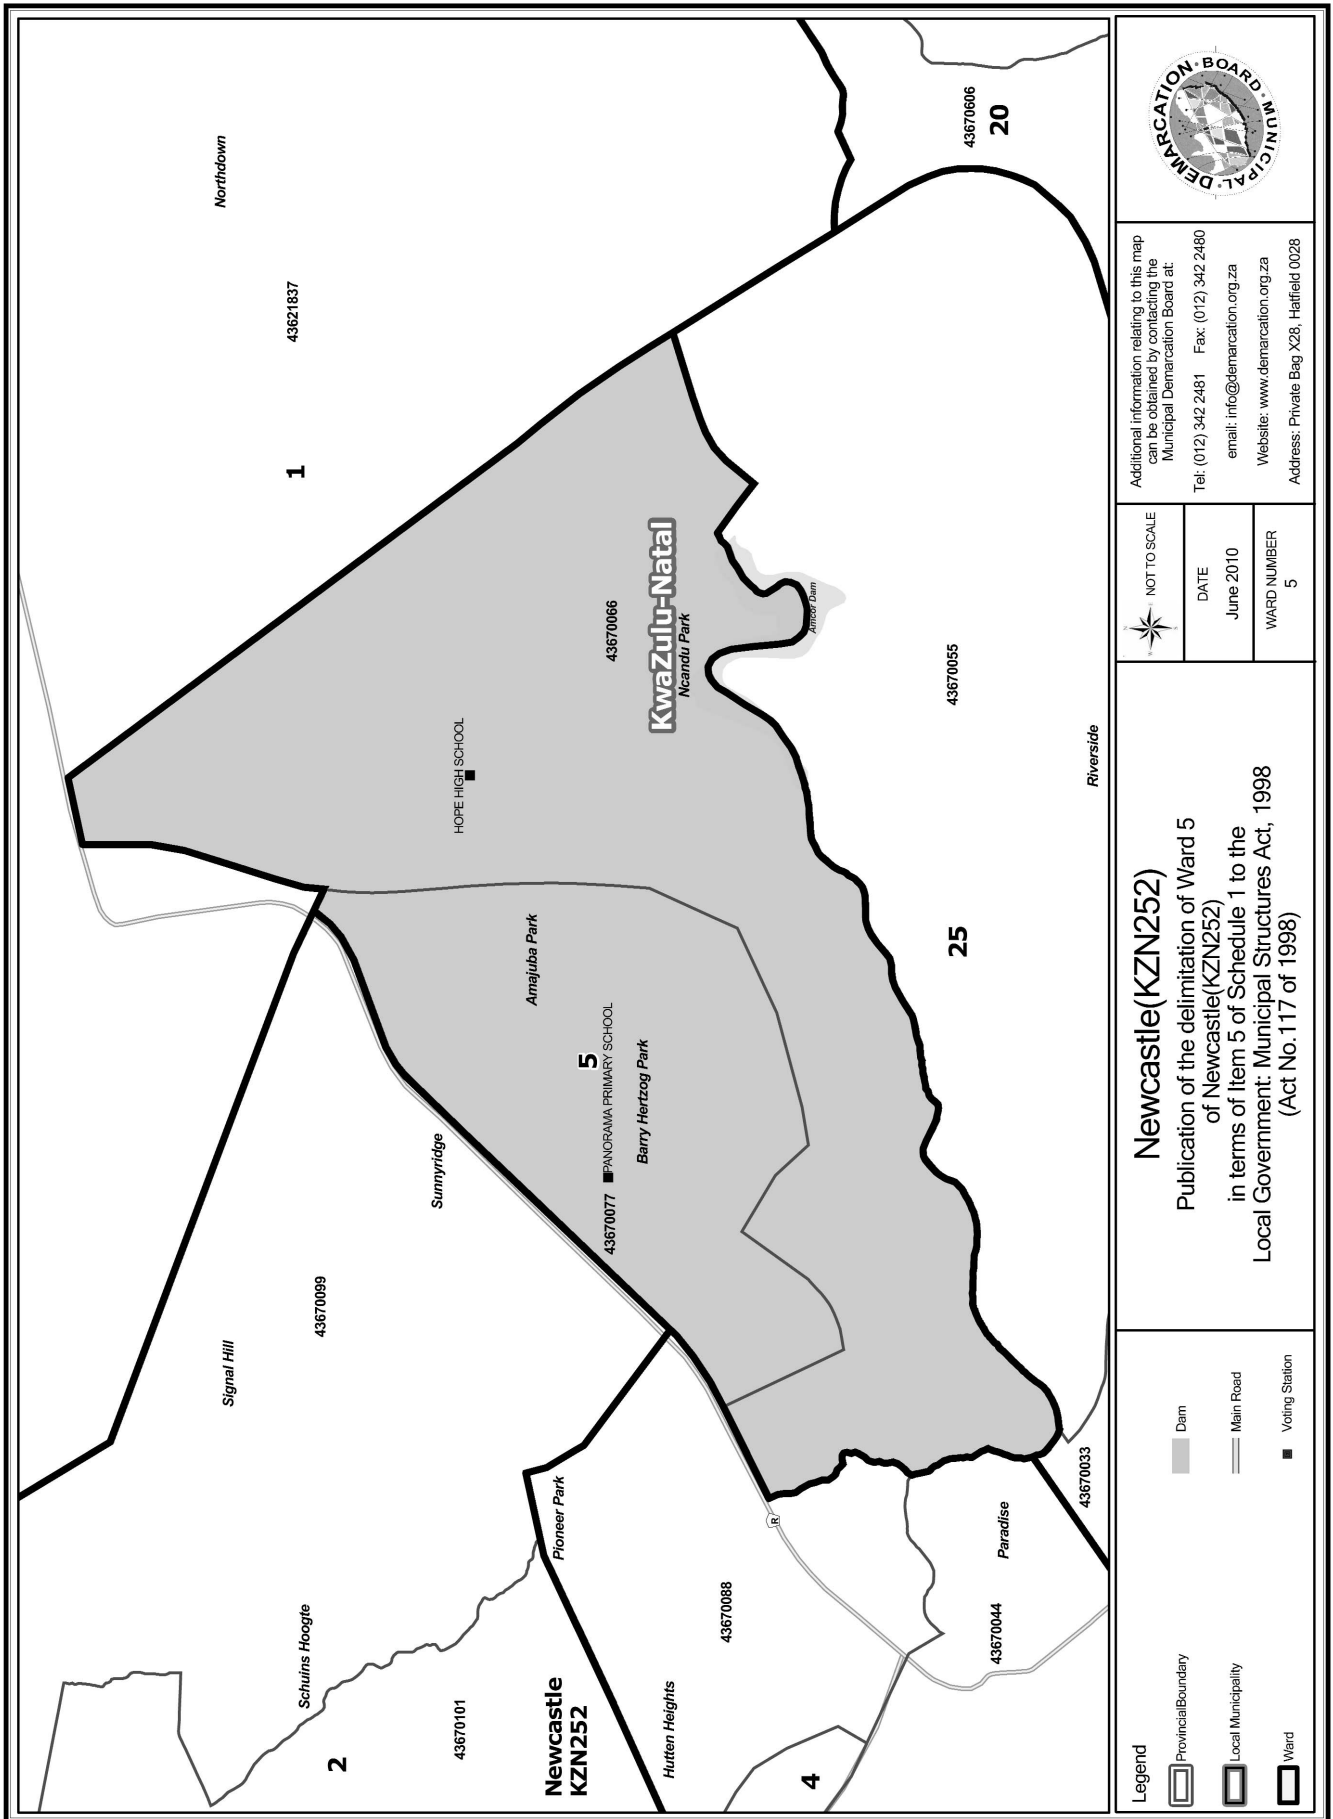 Northdown
43621837
1
43670606
20
43670066
KwaZulu-Natal
Ncandu Park
Amcor Dam
HOPE HIGH SCHOOL
43670055
Riverside
25
Amajuba Park
5
PANORAMA PRIMARY SCHOOL
43670077
Barry Hertzog Park
Sunnyridge
43670099
Signal Hill
Schuins Hoogte
2
43670101
Newcastle
KZN252
Pioneer Park
Hutten Heights
43670088
4
R
Paradise
43670044
43670033
Legend
ProvincialBoundary
Local Municipality
Ward
Dam
Main Road
Voting Station
Newcastle(KZN252)
Publication of the delimitation of Ward 5
of Newcastle(KZN252)
in terms of Item 5 of Schedule 1 to the
Local Government: Municipal Structures Act, 1998
(Act No.117 of 1998)
NOT TO SCALE
DATE
June 2010
WARD NUMBER
5
Additional information relating to this map
can be obtained by contacting the
Municipal Demarcation Board at:
Tel: (012) 342 2481 Fax: (012) 342 2480
email: info@demarcation.org.za
Website: www.demarcation.org.za
Address: Private Bag X28, Hatfield 0028
MUNICIPAL • DEMARCATION • BOARD •